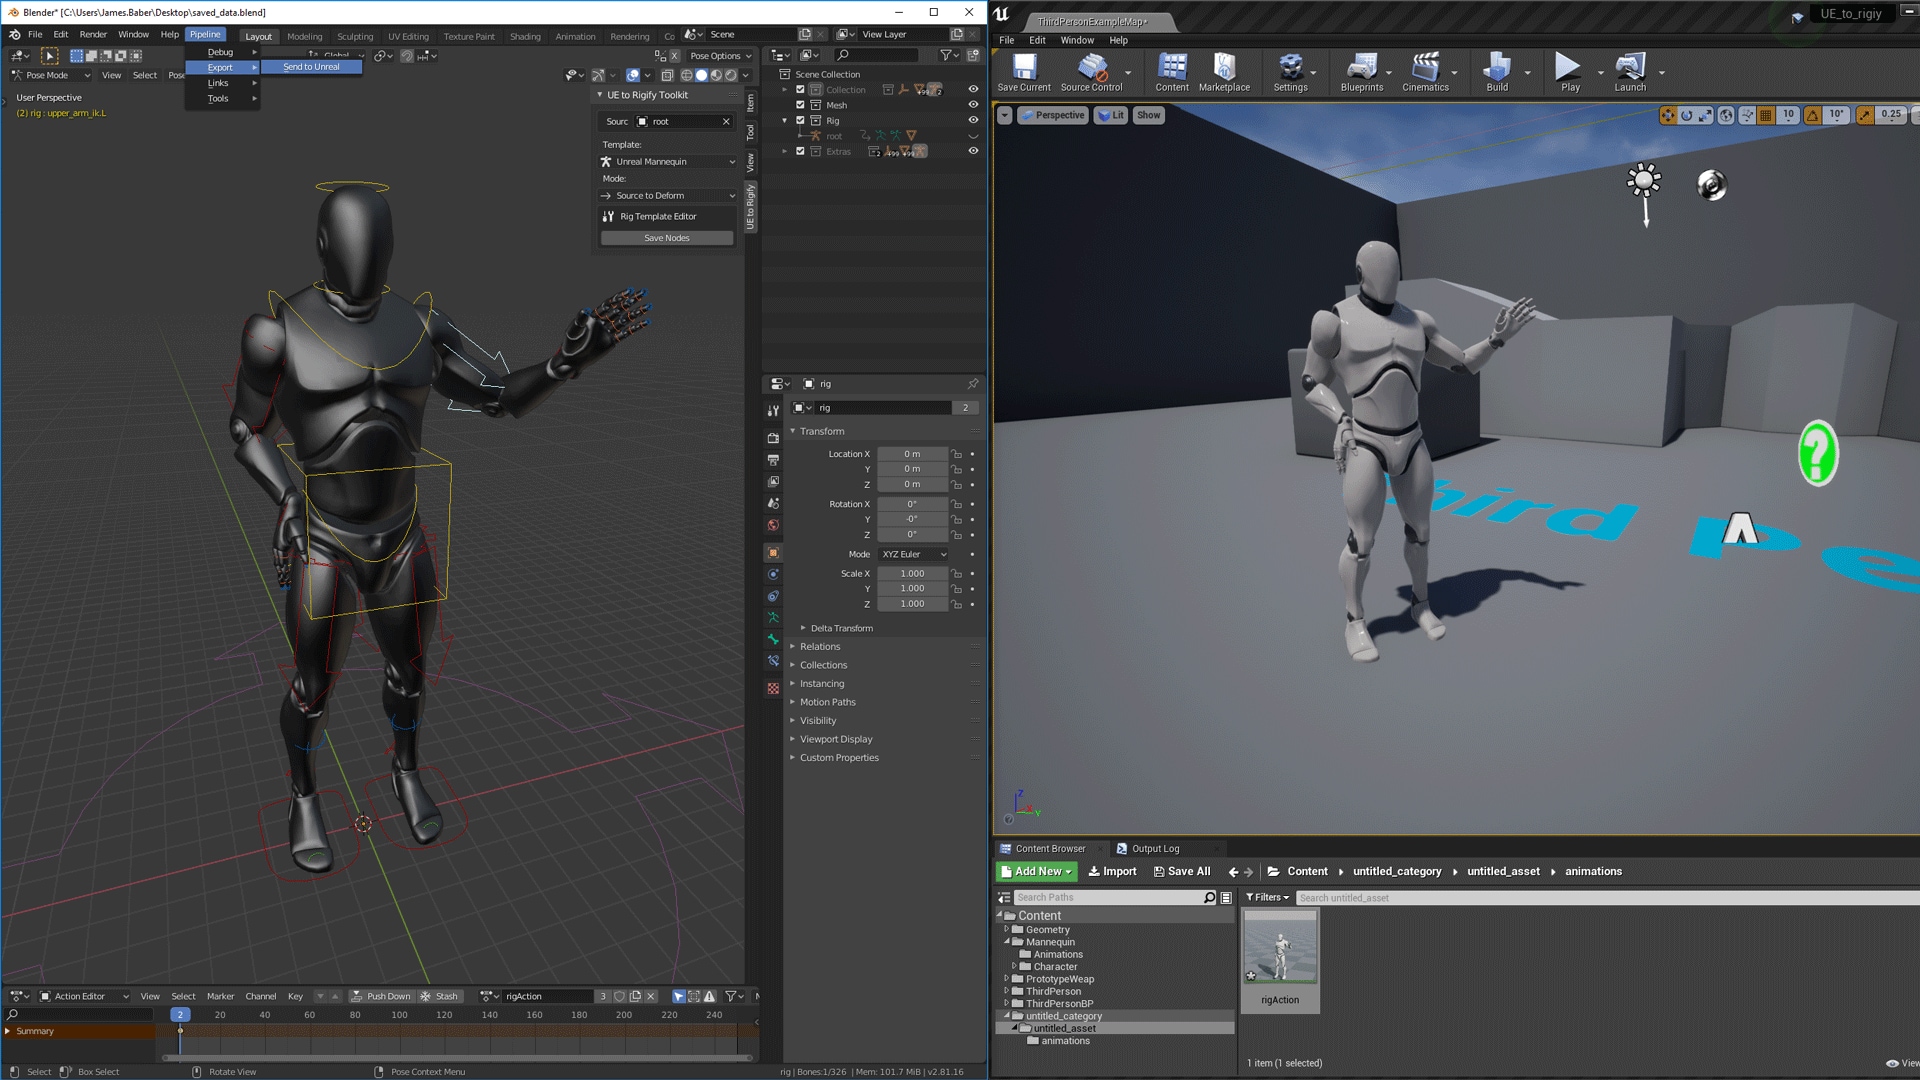 Blender* [C:\Users\James.Baber\Desktop\saved_data.blend]
File Edit Render Window Help Pipeline Layout Modeling Sculpting UV Editing Texture Paint Shading Animation Rendering Co Scene View Layer
Debug
Export
Links
Tools
Send to Unreal
Global
Pose Options
Pose Mode View Select Pos
User Perspective
(2) rig : upper_arm_ik.L
UE to Rigify Toolkit
Sourc root
Template:
Unreal Mannequin
Mode:
Source to Deform
Rig Template Editor
Save Nodes
Item
Tool
View
UE to Rigify
Scene Collection
Collection
Mesh
Rig
root
Extras
rig
rig 2
Transform
Location X 0 m
Y 0 m
Z 0 m
Rotation X 0°
Y -0°
Z 0°
Mode XYZ Euler
Scale X 1.000
Y 1.000
Z 1.000
Delta Transform
Relations
Collections
Instancing
Motion Paths
Visibility
Viewport Display
Custom Properties
Action Editor View Select Marker Channel Key Push Down Stash rigAction 3
2 20 40 60 80 100 120 140 160 180 200 220 240
Summary
Select Box Select Rotate View Pose Context Menu rig | Bones:1/326 | Mem: 101.7 MiB | v2.81.16
ThirdPersonExampleMap*
UE_to_rigiy
File Edit Window Help
Save Current Source Control Content Marketplace Settings Blueprints Cinematics Build Play Launch
Perspective Lit Show
10 10° 0.25
hird Pe
?
Z
X
Y
Content Browser Output Log
Add New Import Save All Content untitled_category untitled_asset animations
Search Paths
Filters Search untitled_asset
Content
Geometry
Mannequin
Animations
Character
PrototypeWeap
ThirdPerson
ThirdPersonBP
untitled_category
untitled_asset
animations
rigAction
1 item (1 selected)
View